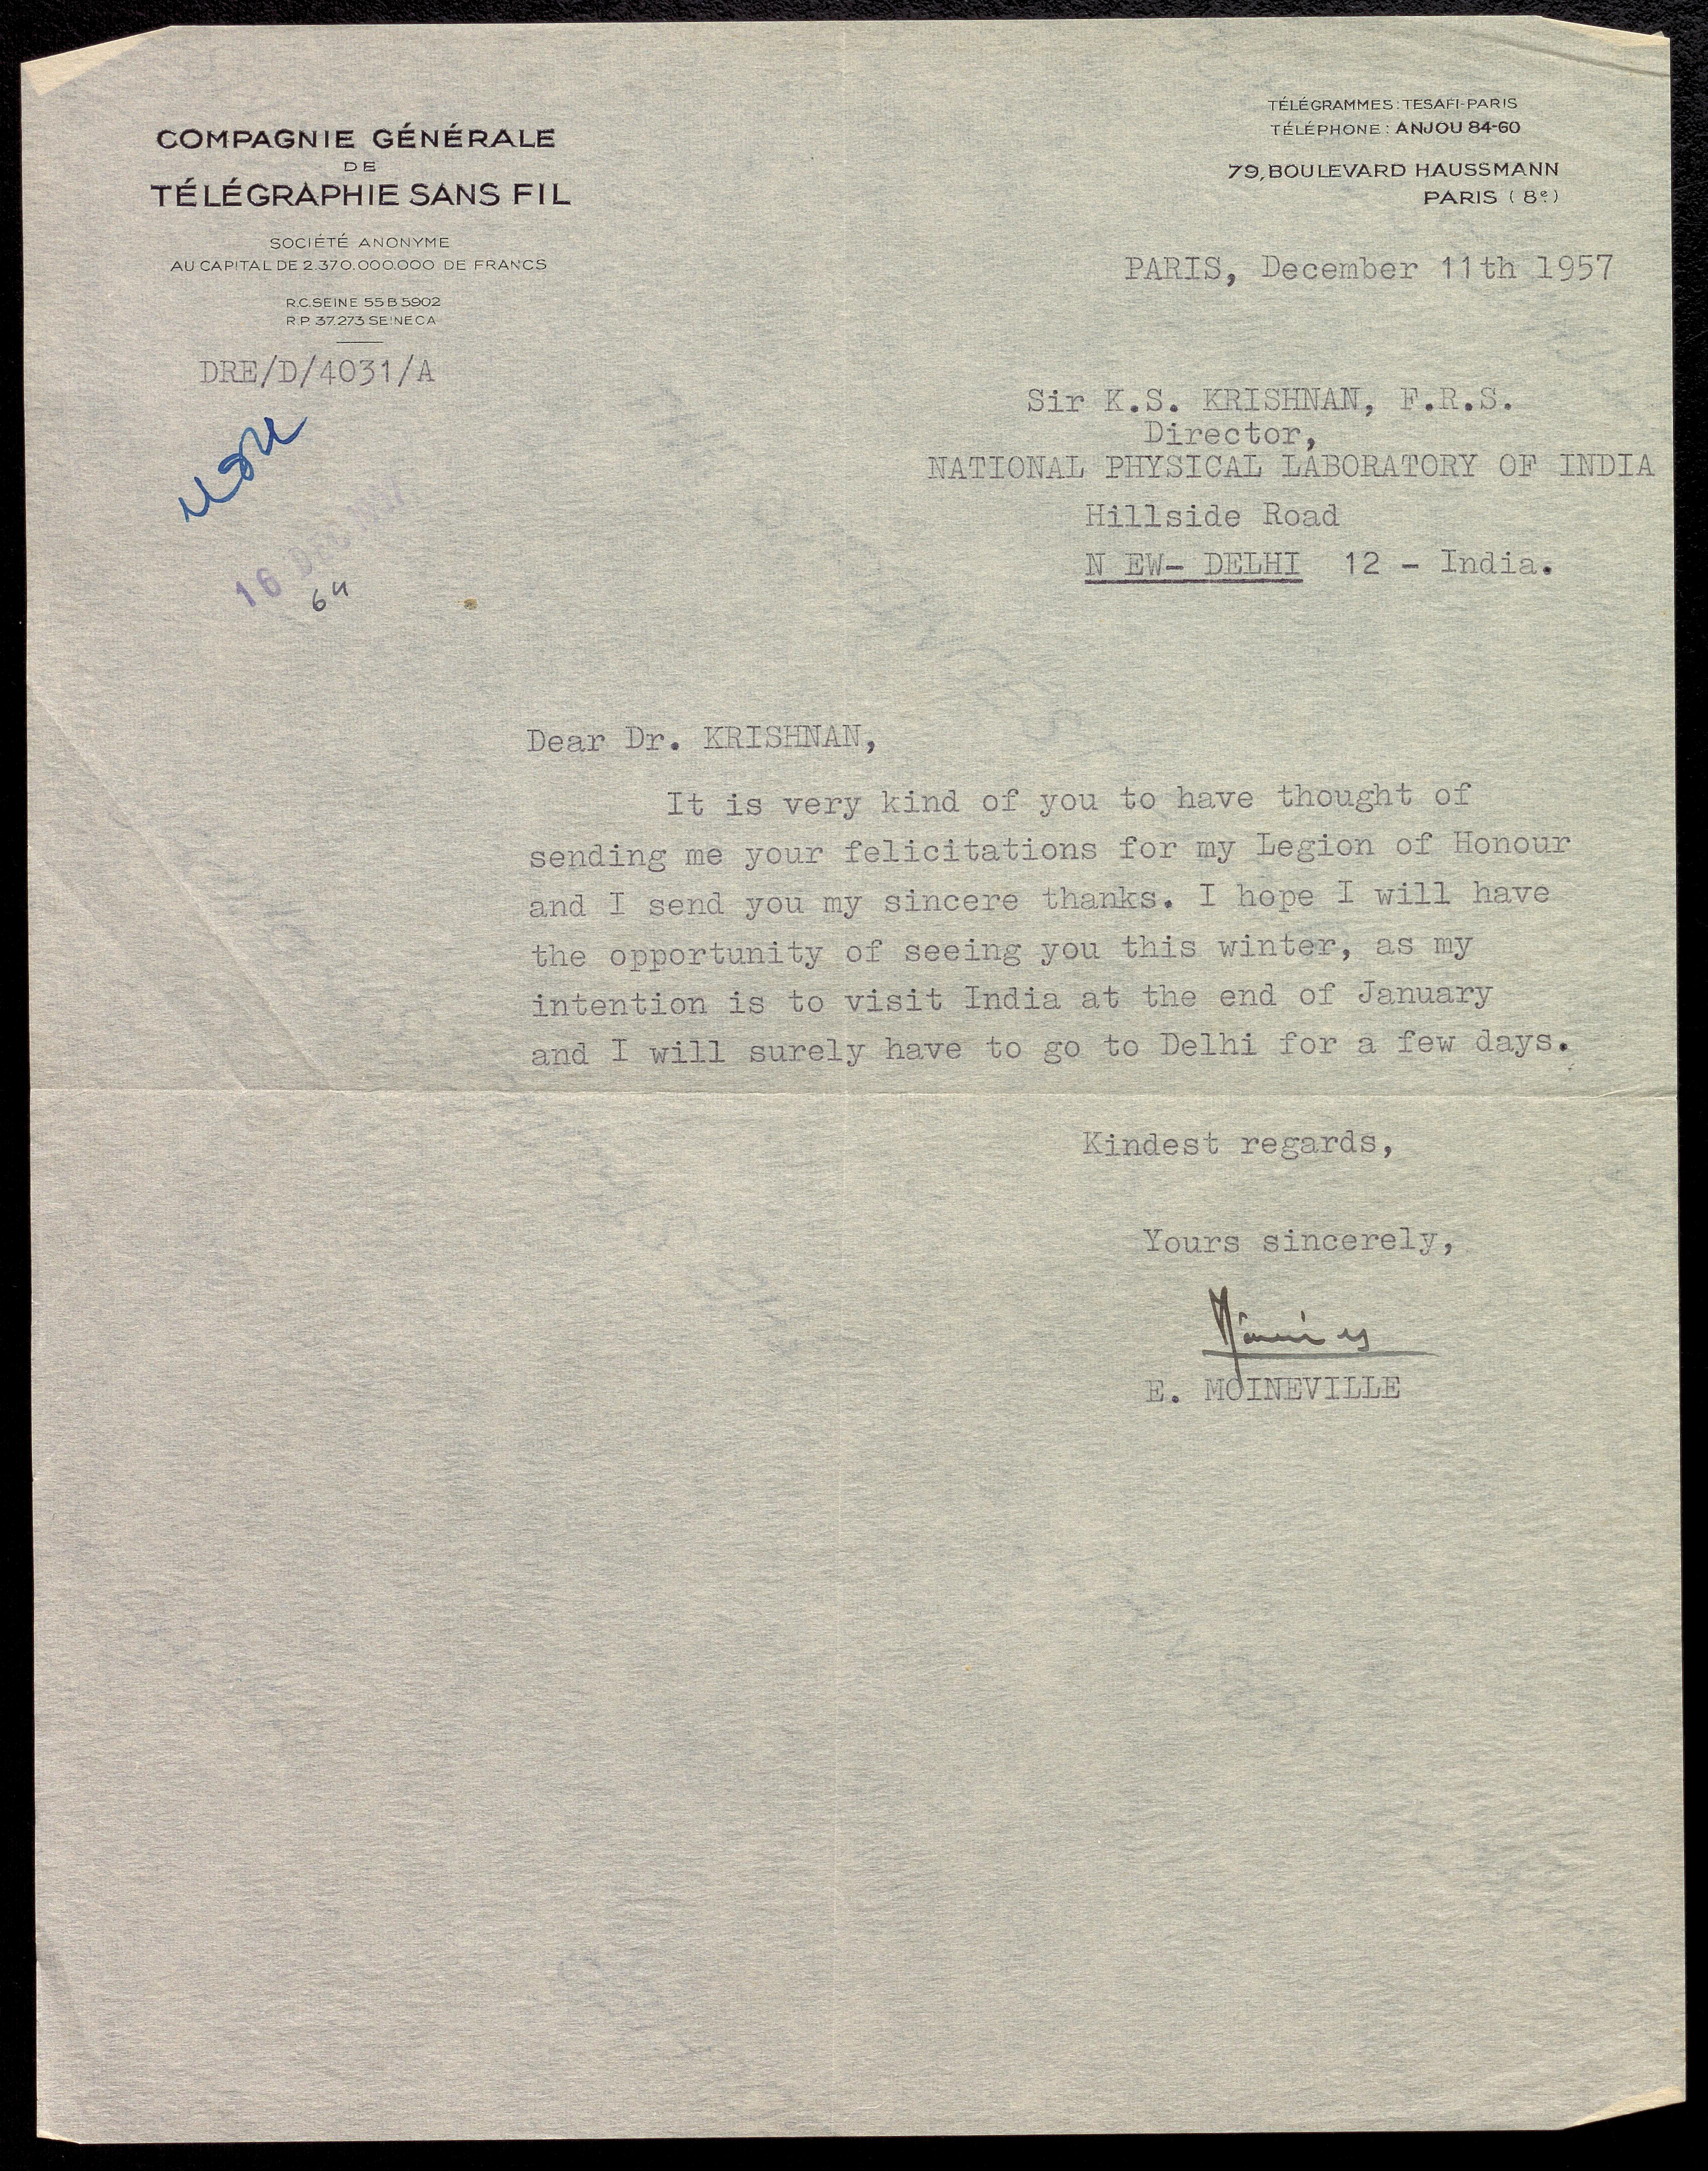 COMPAGNIE GÉNÉRALE
DE
TÉLÉGRAPHIE SANS FIL
SOCIÉTÉ ANONYME
AU CAPITAL DE 2.370.000.000 DE FRANCS
R.C. SEINE 55 B 5902
R.P. 37.273 SEINE C A
DRE/D/4031/A
16 DEC 1957
64
TÉLÉGRAMMES : TESAFI-PARIS
TÉLÉPHONE : ANJOU 84-60
79, BOULEVARD HAUSSMANN
PARIS (8e)
PARIS, December 11th 1957
Sir K.S. KRISHNAN, F.R.S.
Director,
NATIONAL PHYSICAL LABORATORY OF INDIA
Hillside Road
N EW- DELHI 12 - India.
Dear Dr. KRISHNAN,
It is very kind of you to have thought of
sending me your felicitations for my Legion of Honour
and I send you my sincere thanks. I hope I will have
the opportunity of seeing you this winter, as my
intention is to visit India at the end of January
and I will surely have to go to Delhi for a few days.
Kindest regards,
Yours sincerely,
E. MOINEVILLE